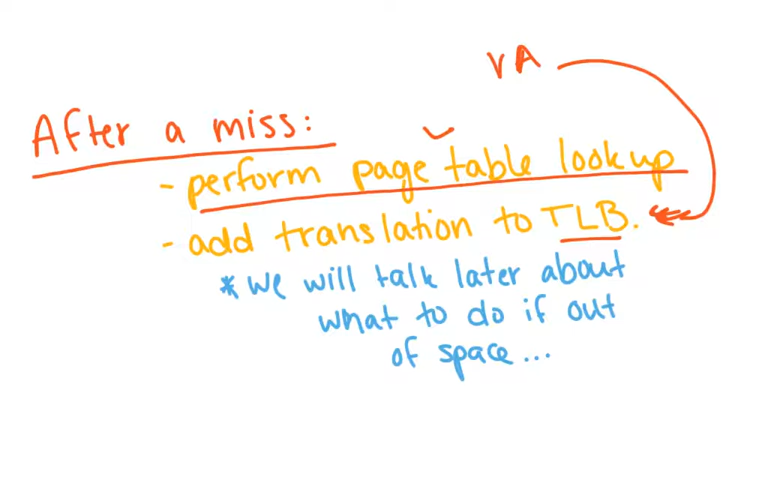 VA
After a miss:
- perform page table lookup
- add translation to TLB.
*we will talk later about
what to do if out
of space...